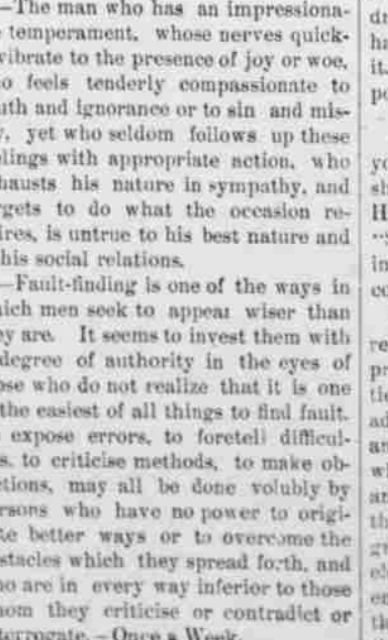 —The man who has an impressiona-
temperament, whose nerves quick-
vibrate to the presence of joy or woe,
o feels tenderly compassionate to
uth and ignorance or to sin and mis-
y, yet who seldom follows up these
lings with appropriate action, who
hausts his nature in sympathy, and
rgets to do what the occasion re-
ires, is untrue to his best nature and
his social relations.
—Fault-finding is one of the ways in
ich men seek to appear wiser than
ey are. It seems to invest them with
degree of authority in the eyes of
ose who do not realize that it is one
the easiest of all things to find fault.
expose errors, to foretell difficul-
s, to criticise methods, to make ob-
ctions, may all be done volubly by
rsons who have no power to origi-
te better ways or to overcome the
stacles which they spread forth, and
ho are in every way inferior to those
hom they criticise or contradict or
terrogate.—Once a Week.